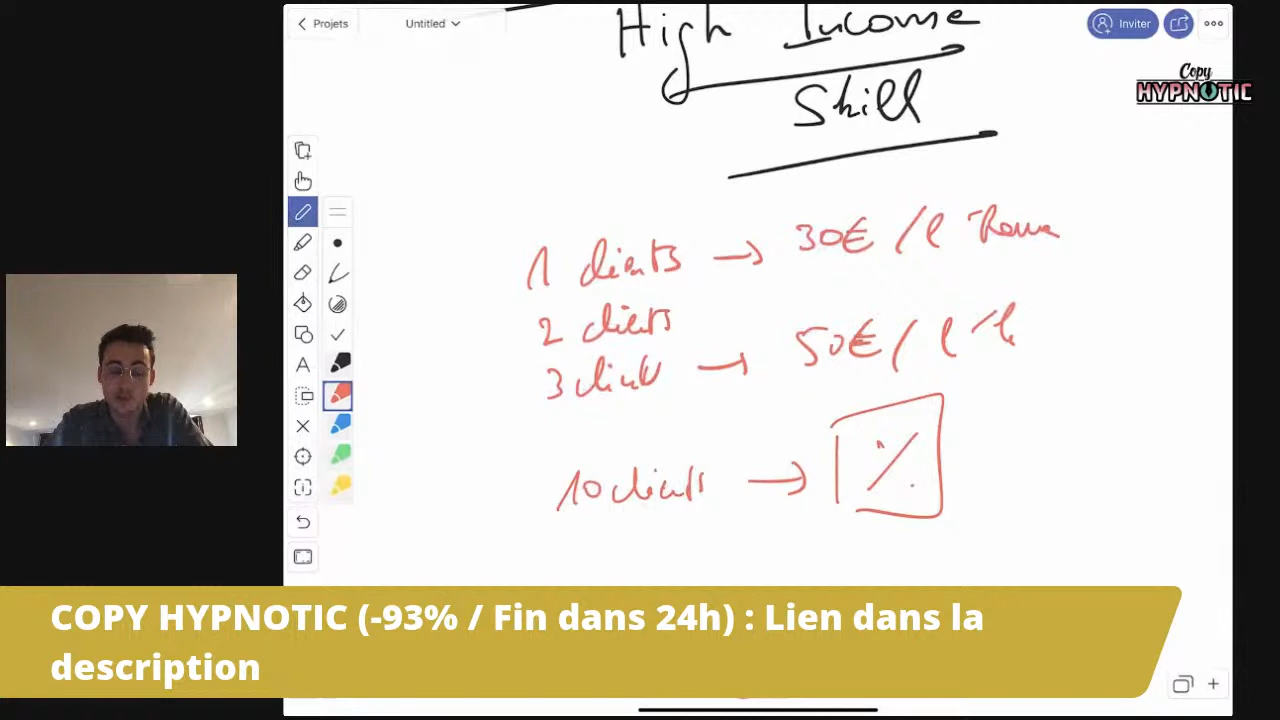 Projets
Untitled
Inviter
High Income
Skill
Copy
HYPNOTIC
1 clients → 30€ / l'heure
2 clients
3 clients → 50€ / l'h
10 clients → %
A
COPY HYPNOTIC (-93% / Fin dans 24h) : Lien dans la
description